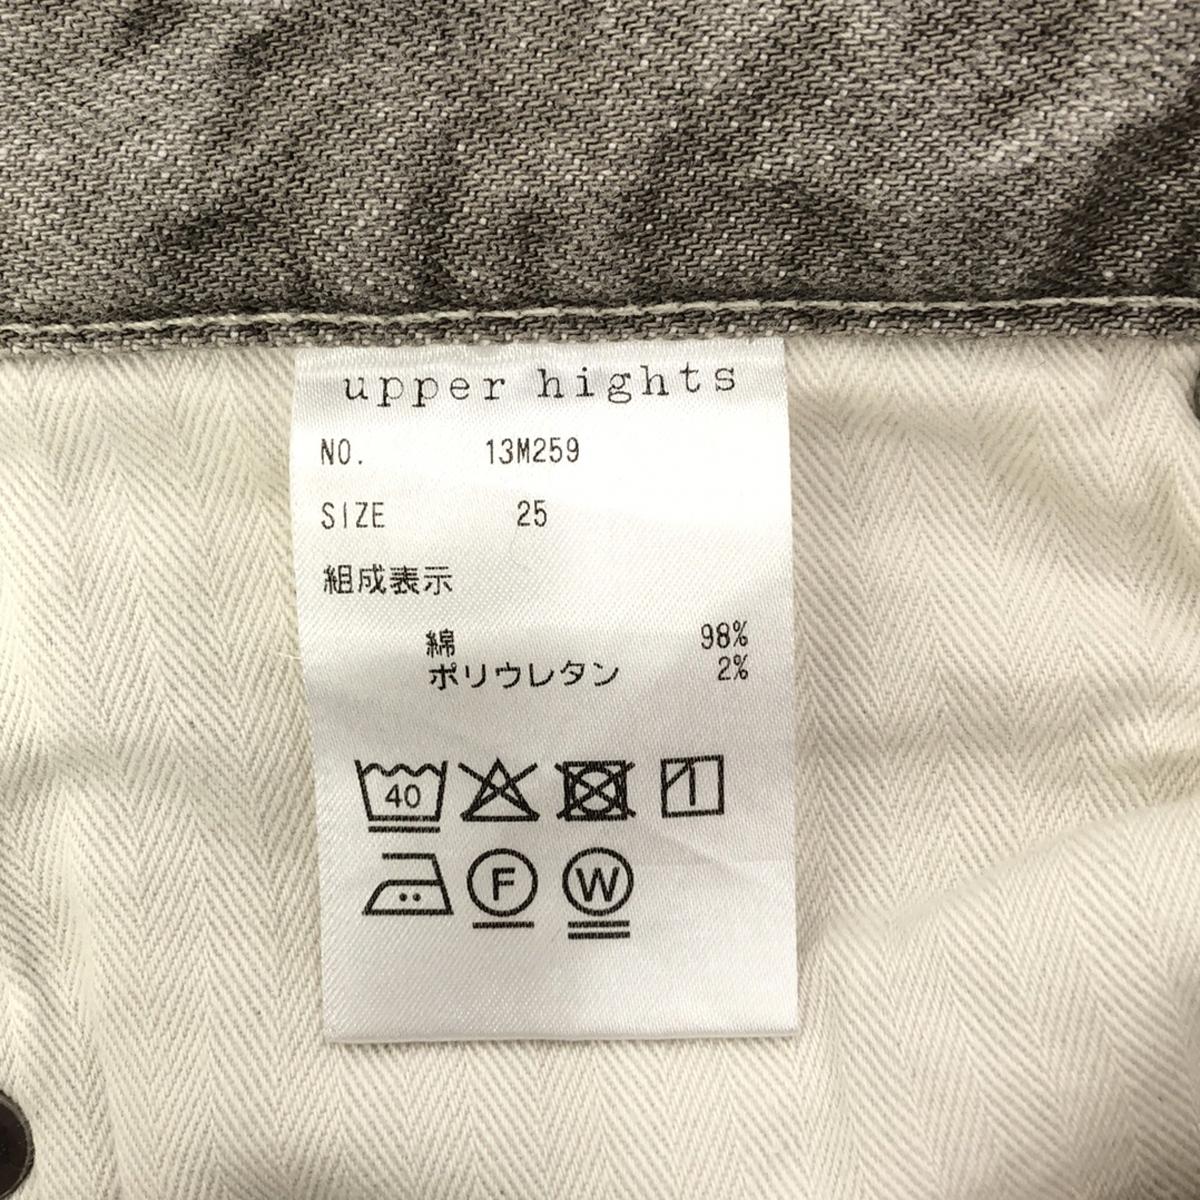 upper hights
NO. 13M259
SIZE 25
組成表示
綿 98%
ポリウレタン 2%
40
F W